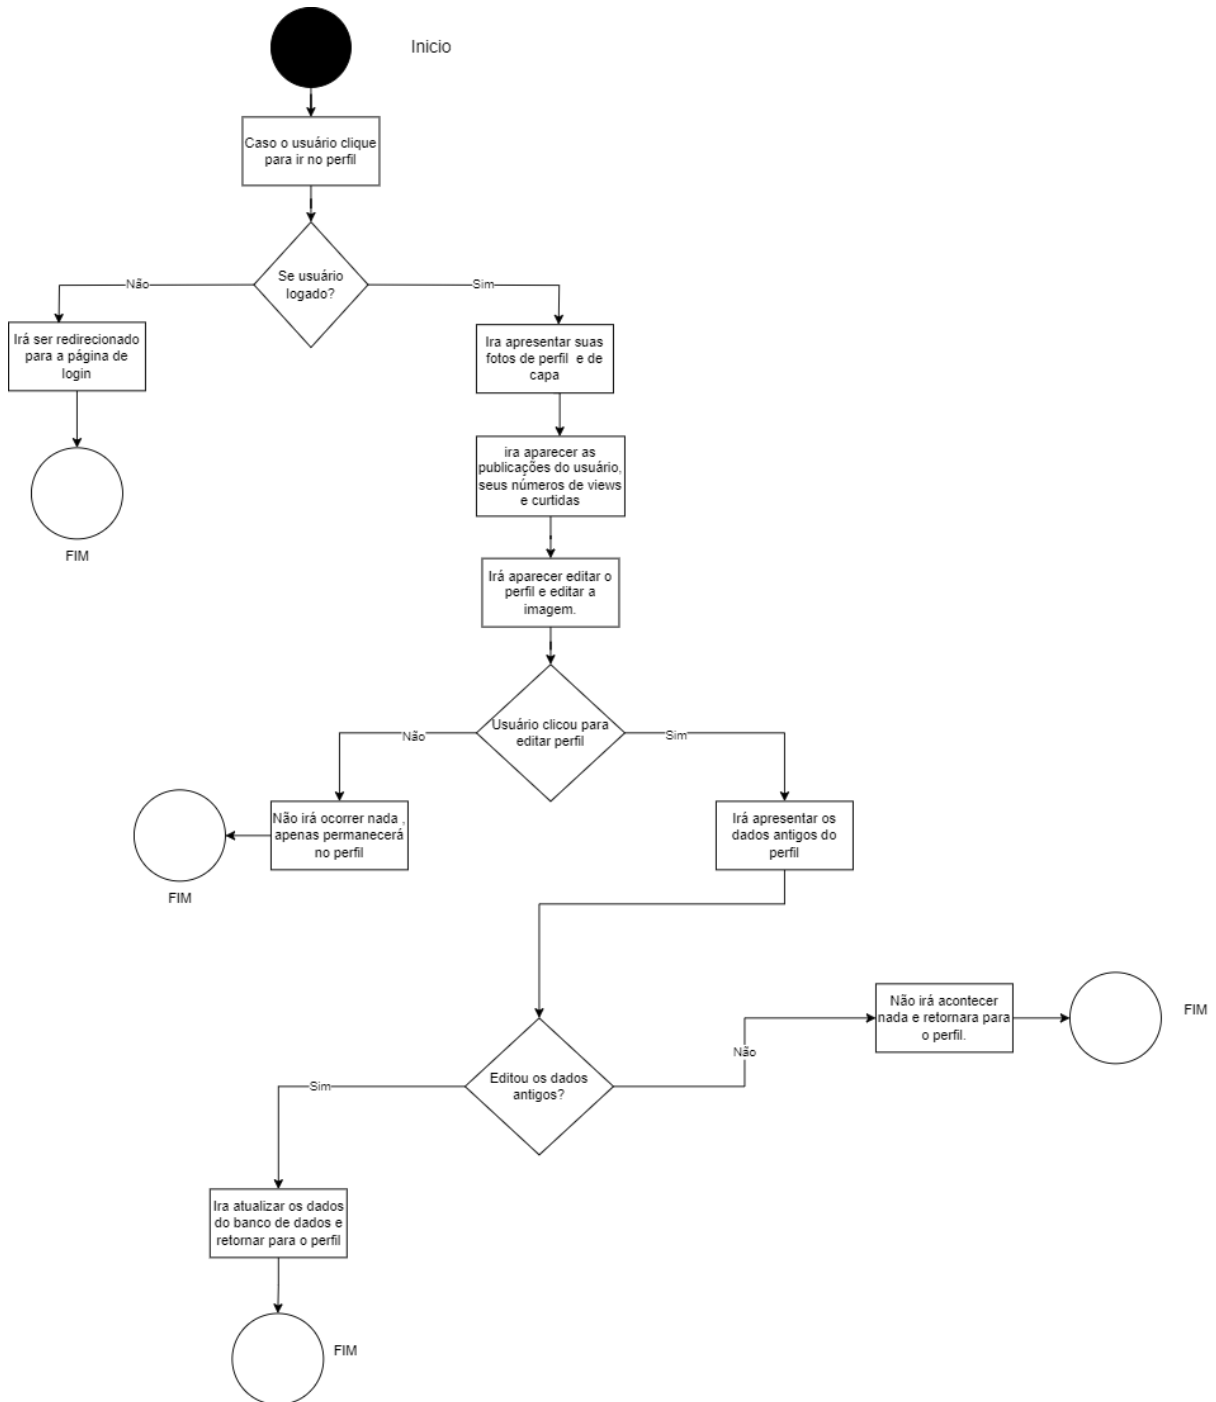 Inicio
Caso o usuário clique
para ir no perfil
Se usuário
logado?
Não
Sim
Irá ser redirecionado
para a página de
login
FIM
Ira apresentar suas
fotos de perfil e de
capa
ira aparecer as
publicações do usuário,
seus números de views
e curtidas
Irá aparecer editar o
perfil e editar a
imagem.
Usuário clicou para
editar perfil
Não
Sim
Não irá ocorrer nada ,
apenas permanecerá
no perfil
FIM
Irá apresentar os
dados antigos do
perfil
Editou os dados
antigos?
Não
Não irá acontecer
nada e retornara para
o perfil.
FIM
Sim
Ira atualizar os dados
do banco de dados e
retornar para o perfil
FIM